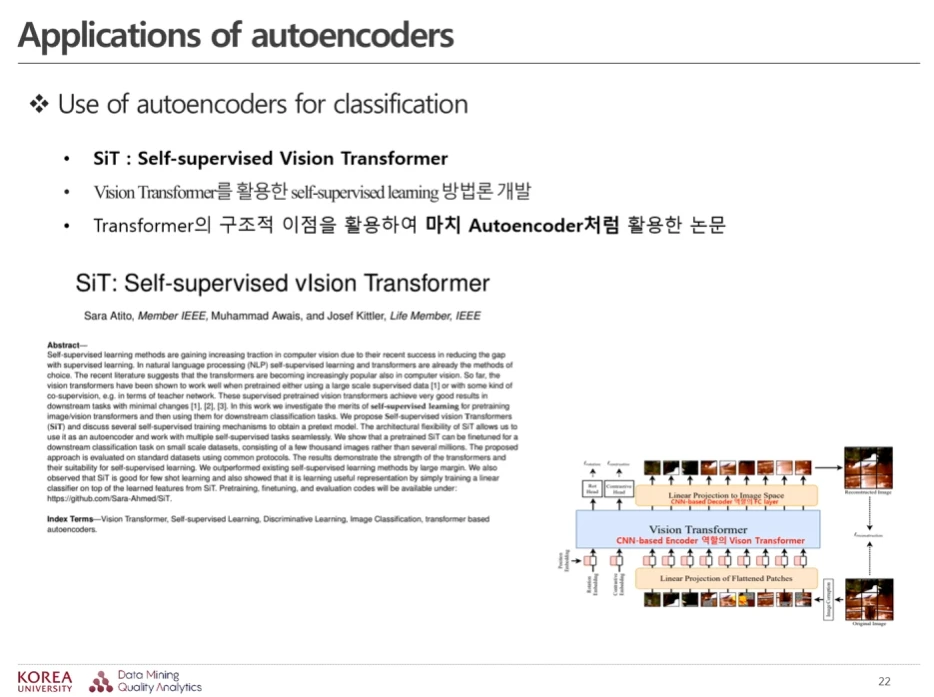 Applications of autoencoders
❖ Use of autoencoders for classification
• SiT : Self-supervised Vision Transformer
• Vision Transformer를 활용한 self-supervised learning 방법론 개발
• Transformer의 구조적 이점을 활용하여 마치 Autoencoder처럼 활용한 논문
SiT: Self-supervised vIsion Transformer
Sara Atito, Member IEEE, Muhammad Awais, and Josef Kittler, Life Member, IEEE
Abstract—
Self-supervised learning methods are gaining increasing traction in computer vision due to their recent success in reducing the gap
with supervised learning. In natural language processing (NLP) self-supervised learning and transformers are already the methods of
choice. The recent literature suggests that the transformers are becoming increasingly popular also in computer vision. So far, the
vision transformers have been shown to work well when pretrained either using a large scale supervised data [1] or with some kind of
co-supervision, e.g. in terms of teacher network. These supervised pretrained vision transformers achieve very good results in
downstream tasks with minimal changes [1], [2], [3]. In this work we investigate the merits of self-supervised learning for pretraining
image/vision transformers and then using them for downstream classification tasks. We propose Self-supervised vision Transformers
(SiT) and discuss several self-supervised training mechanisms to obtain a pretext model. The architectural flexibility of SiT allows us to
use it as an autoencoder and work with multiple self-supervised tasks seamlessly. We show that a pretrained SiT can be finetuned for a
downstream classification task on small scale datasets, consisting of a few thousand images rather than several millions. The proposed
approach is evaluated on standard datasets using common protocols. The results demonstrate the strength of the transformers and
their suitability for self-supervised learning. We outperformed existing self-supervised learning methods by large margin. We also
observed that SiT is good for few shot learning and also showed that it is learning useful representation by simply training a linear
classifier on top of the learned features from SiT. Pretraining, finetuning, and evaluation codes will be available under:
https://github.com/Sara-Ahmed/SiT.
Index Terms—Vision Transformer, Self-supervised Learning, Discriminative Learning, Image Classification, transformer based
autoencoders.
Rot Head
Contrastive Head
Linear Projection to Image Space
CNN-based Decoder 역할의 FC layer
Reconstructed Image
Vision Transformer
CNN-based Encoder 역할의 Vison Transformer
Position Embedding
Rotation Embedding
Contrastive Embedding
Linear Projection of Flattened Patches
Image Corruption
Original Image
KOREA
UNIVERSITY
Data Mining
Quality Analytics
22